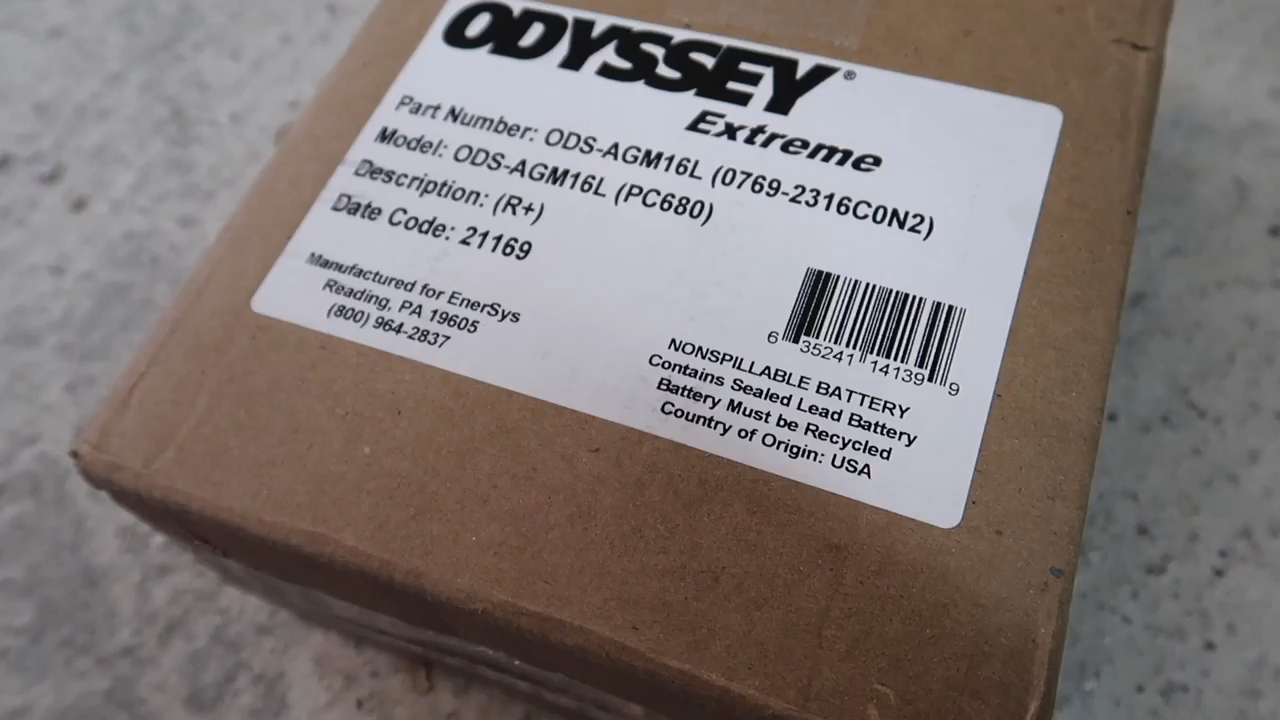 ODYSSEY®
Extreme
Part Number: ODS-AGM16L (0769-2316C0N2)
Model: ODS-AGM16L (PC680)
Description: (R+)
Date Code: 21169
Manufactured for EnerSys
Reading, PA 19605
(800) 964-2837
6 35241 14139 9
NONSPILLABLE BATTERY
Contains Sealed Lead Battery
Battery Must be Recycled
Country of Origin: USA